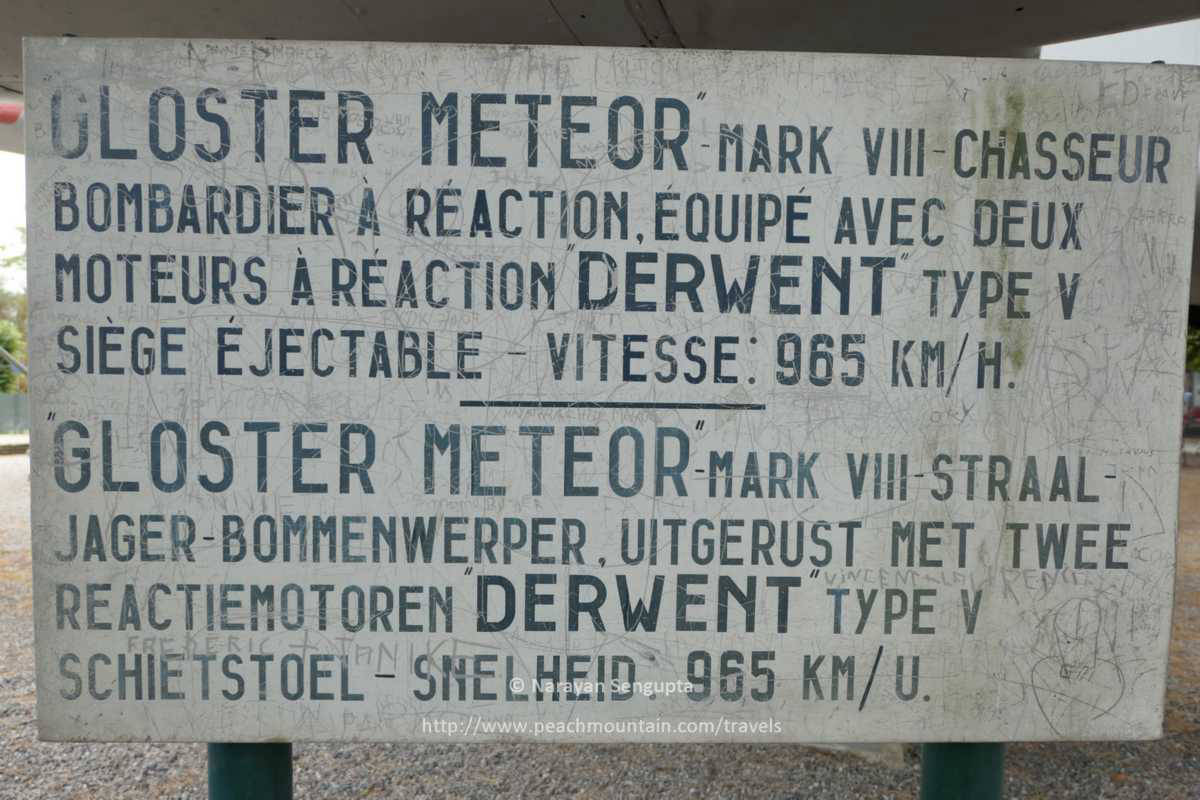 "GLOSTER METEOR"-MARK VIII-CHASSEUR
BOMBARDIER À RÉACTION, ÉQUIPÉ AVEC DEUX
MOTEURS À RÉACTION "DERWENT" TYPE V
SIÈGE ÉJECTABLE – VITESSE: 965 KM/H.
"GLOSTER METEOR"-MARK VIII-STRAAL-
JAGER-BOMMENWERPER, UITGERUST MET TWEE
REACTIEMOTOREN "DERWENT" TYPE V
FREDERIC + TANIKE
SCHIETSTOEL – SNELHEID 965 KM/U.
© Narayan Sengupta
http://www.peachmountain.com/travels